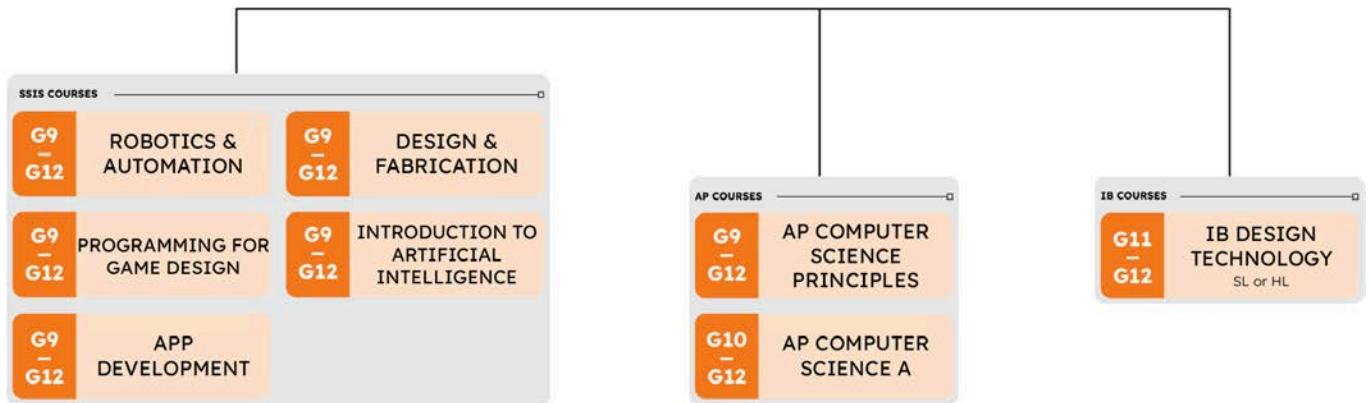 SSIS COURSES
G9
—
G12
ROBOTICS &
AUTOMATION
G9
—
G12
DESIGN &
FABRICATION
G9
—
G12
PROGRAMMING FOR
GAME DESIGN
G9
—
G12
INTRODUCTION TO
ARTIFICIAL
INTELLIGENCE
G9
—
G12
APP
DEVELOPMENT
AP COURSES
G9
—
G12
AP COMPUTER
SCIENCE
PRINCIPLES
G10
—
G12
AP COMPUTER
SCIENCE A
IB COURSES
G11
—
G12
IB DESIGN
TECHNOLOGY
SL or HL